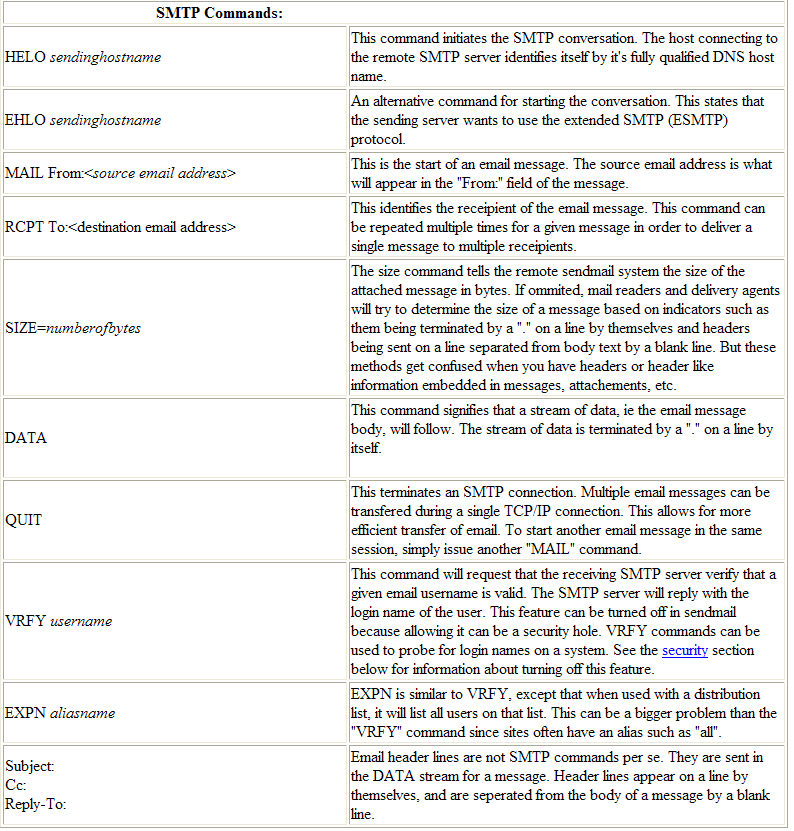 SMTP Commands:
HELO sendinghostname
This command initiates the SMTP conversation. The host connecting to
the remote SMTP server identifies itself by it's fully qualified DNS host
name.
EHLO sendinghostname
An alternative command for starting the conversation. This states that
the sending server wants to use the extended SMTP (ESMTP)
protocol.
MAIL From:<source email address>
This is the start of an email message. The source email address is what
will appear in the "From:" field of the message.
RCPT To:<destination email address>
This identifies the receipient of the email message. This command can
be repeated multiple times for a given message in order to deliver a
single message to multiple receipients.
SIZE=numberofbytes
The size command tells the remote sendmail system the size of the
attached message in bytes. If ommited, mail readers and delivery agents
will try to determine the size of a message based on indicators such as
them being terminated by a "." on a line by themselves and headers
being sent on a line separated from body text by a blank line. But these
methods get confused when you have headers or header like
information embedded in messages, attachements, etc.
DATA
This command signifies that a stream of data, ie the email message
body, will follow. The stream of data is terminated by a "." on a line by
itself.
QUIT
This terminates an SMTP connection. Multiple email messages can be
transfered during a single TCP/IP connection. This allows for more
efficient transfer of email. To start another email message in the same
session, simply issue another "MAIL" command.
VRFY username
This command will request that the receiving SMTP server verify that a
given email username is valid. The SMTP server will reply with the
login name of the user. This feature can be turned off in sendmail
because allowing it can be a security hole. VRFY commands can be
used to probe for login names on a system. See the security section
below for information about turning off this feature.
EXPN aliasname
EXPN is similar to VRFY, except that when used with a distribution
list, it will list all users on that list. This can be a bigger problem than the
"VRFY" command since sites often have an alias such as "all".
Subject:
Cc:
Reply-To:
Email header lines are not SMTP commands per se. They are sent in
the DATA stream for a message. Header lines appear on a line by
themselves, and are seperated from the body of a message by a blank
line.